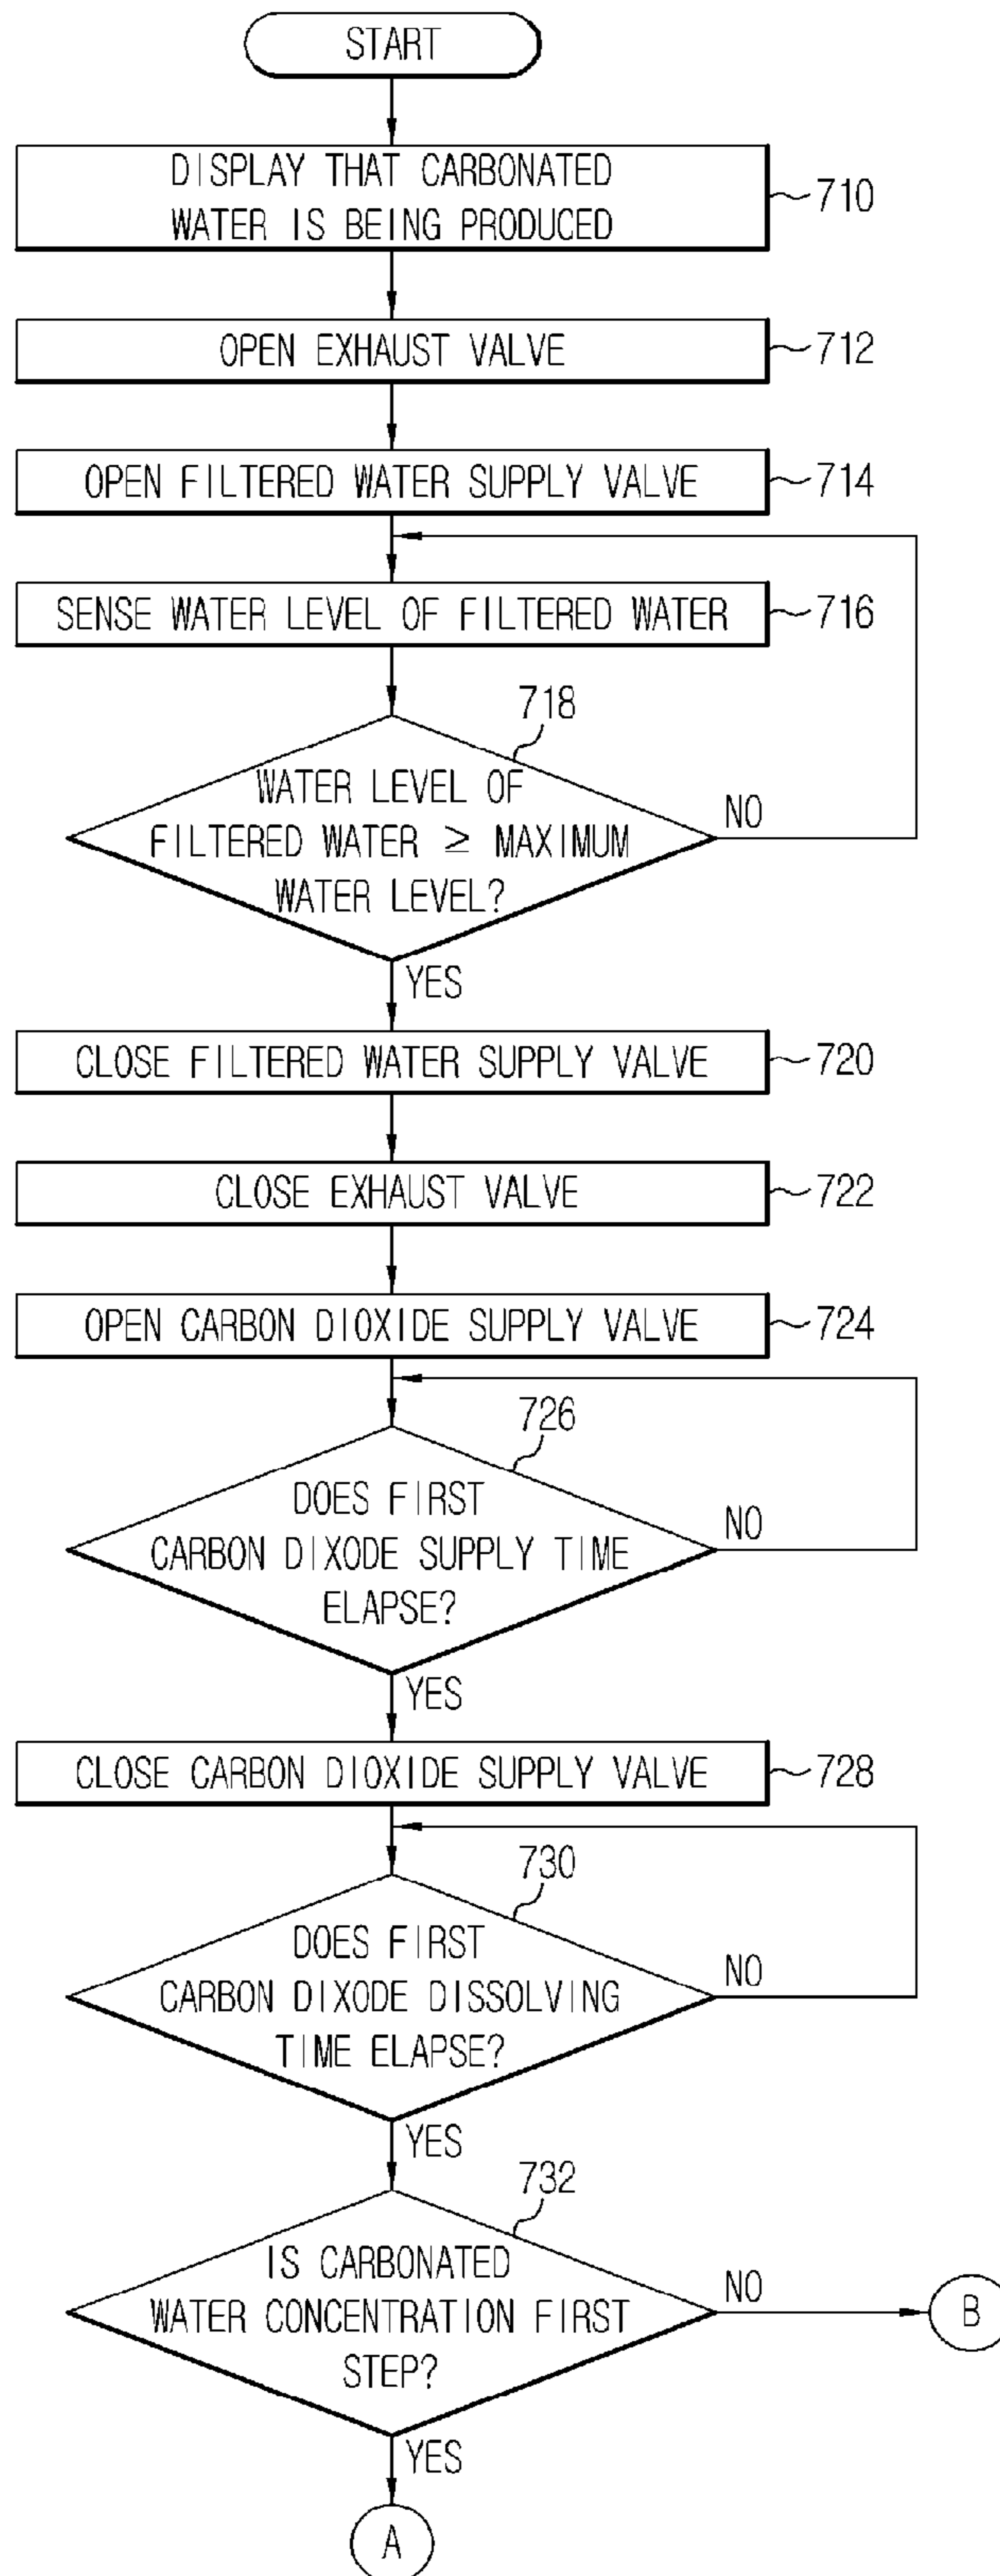 START
DISPLAY THAT CARBONATED
WATER IS BEING PRODUCED
710
OPEN EXHAUST VALVE
712
OPEN FILTERED WATER SUPPLY VALVE
714
SENSE WATER LEVEL OF FILTERED WATER
716
718
WATER LEVEL OF
FILTERED WATER ≥ MAXIMUM
WATER LEVEL?
NO
YES
CLOSE FILTERED WATER SUPPLY VALVE
720
CLOSE EXHAUST VALVE
722
OPEN CARBON DIOXIDE SUPPLY VALVE
724
726
DOES FIRST
CARBON DIXODE SUPPLY TIME
ELAPSE?
NO
YES
CLOSE CARBON DIOXIDE SUPPLY VALVE
728
730
DOES FIRST
CARBON DIXODE DISSOLVING
TIME ELAPSE?
NO
YES
732
IS CARBONATED
WATER CONCENTRATION FIRST
STEP?
NO
B
YES
A